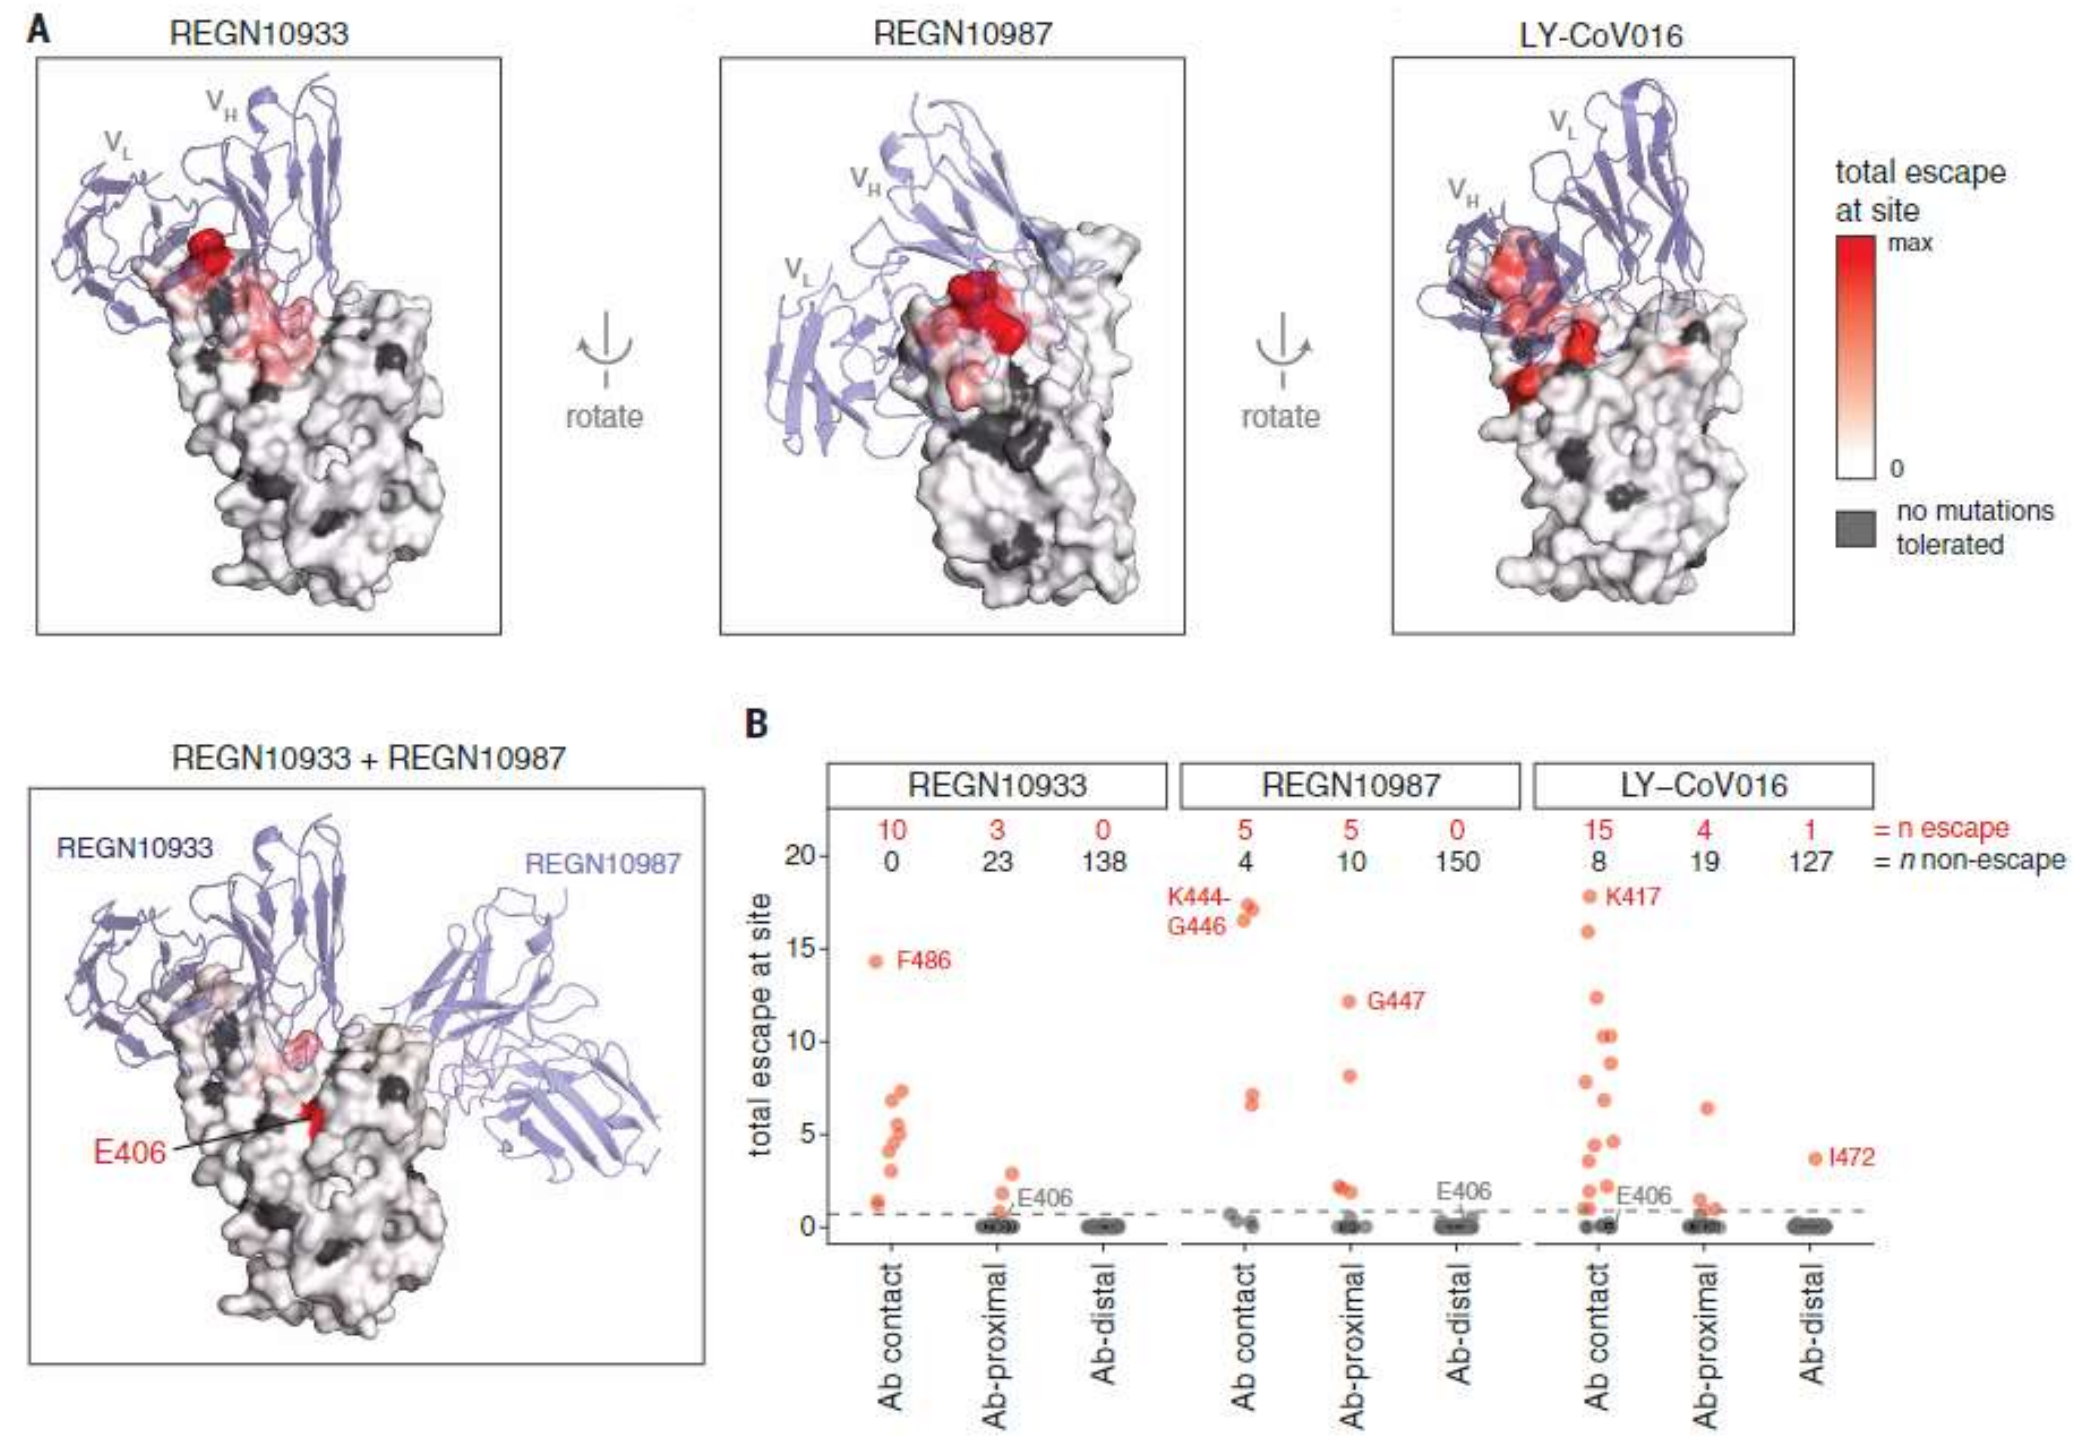 A
REGN10933
REGN10987
LY-CoV016
VH
VL
VH
VL
VL
VH
rotate
rotate
total escape
at site
max
0
no mutations
tolerated
REGN10933 + REGN10987
REGN10933
REGN10987
E406
B
REGN10933
REGN10987
LY–CoV016
10 3 0 5 5 0 15 4 1 = n escape
0 23 138 4 10 150 8 19 127 = n non-escape
total escape at site
20
15
10
5
0
F486
E406
K444-
G446
G447
E406
K417
E406
I472
Ab contact
Ab-proximal
Ab-distal
Ab contact
Ab-proximal
Ab-distal
Ab contact
Ab-proximal
Ab-distal